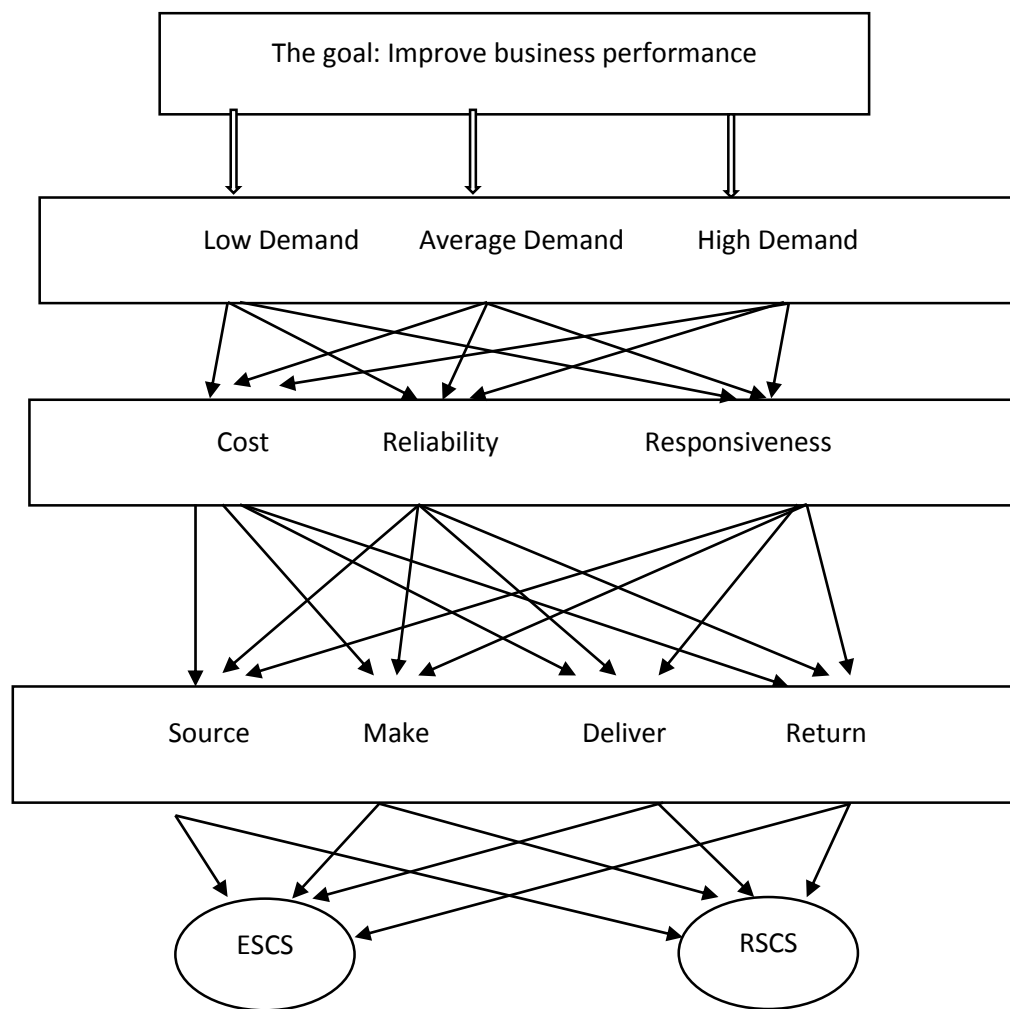 The goal: Improve business performance
Low Demand Average Demand High Demand
Cost Reliability Responsiveness
Source Make Deliver Return
ESCS RSCS